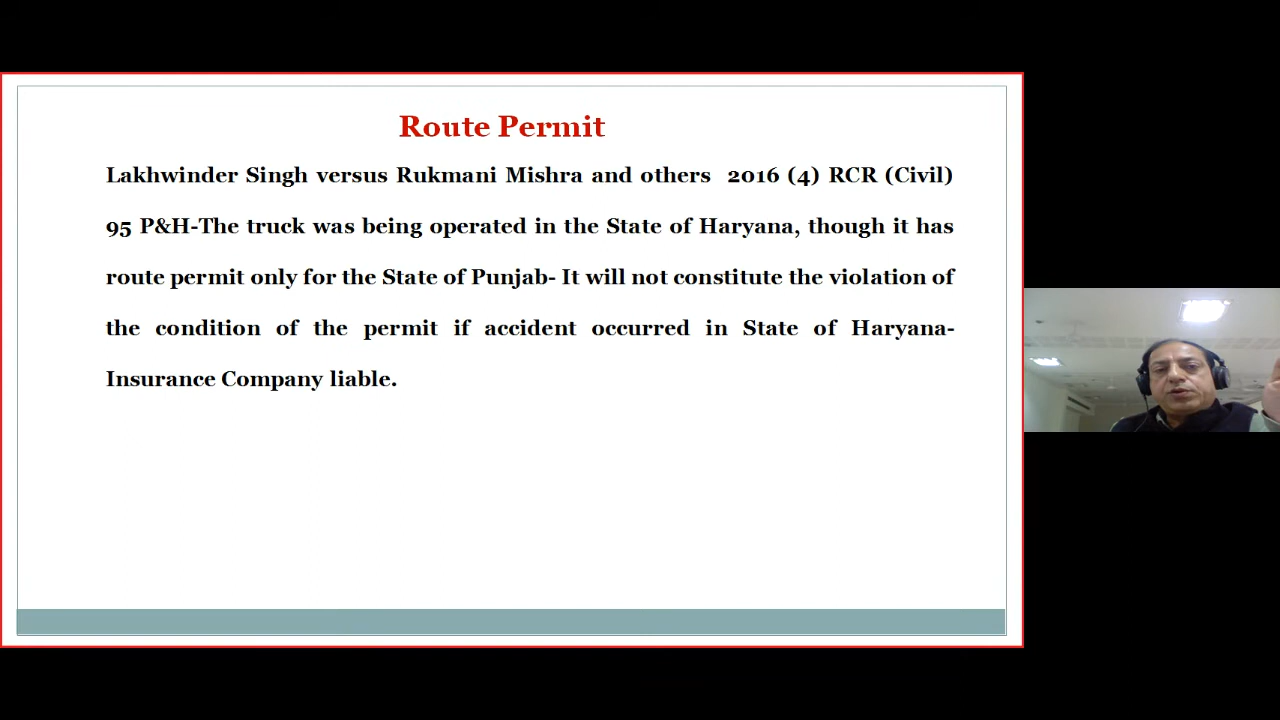 Route Permit
Lakhwinder Singh versus Rukmani Mishra and others 2016 (4) RCR (Civil)
95 P&H-The truck was being operated in the State of Haryana, though it has
route permit only for the State of Punjab- It will not constitute the violation of
the condition of the permit if accident occurred in State of Haryana-
Insurance Company liable.